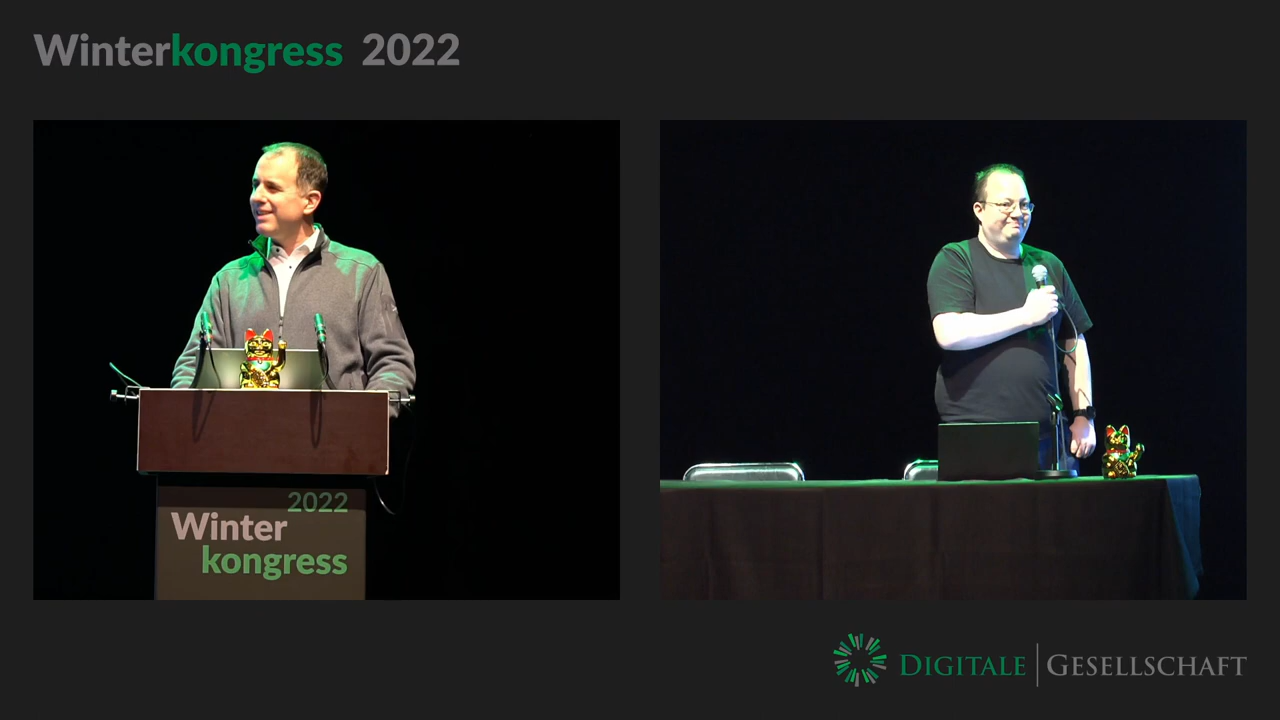 Winterkongress 2022
2022
Winter
kongress
DIGITALE | GESELLSCHAFT